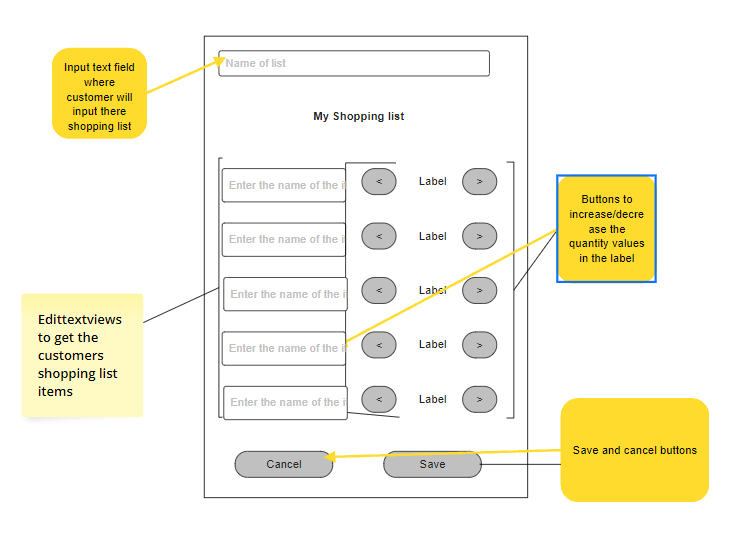 Name of list
Input text field
where
customer will
input there
shopping list
My Shopping list
Enter the name of the i
< Label >
Enter the name of the i
< Label >
Enter the name of the i
< Label >
Enter the name of the i
< Label >
Enter the name of the i
< Label >
Buttons to
increase/decre
ase the
quantity values
in the label
Edittextviews
to get the
customers
shopping list
items
Cancel
Save
Save and cancel buttons